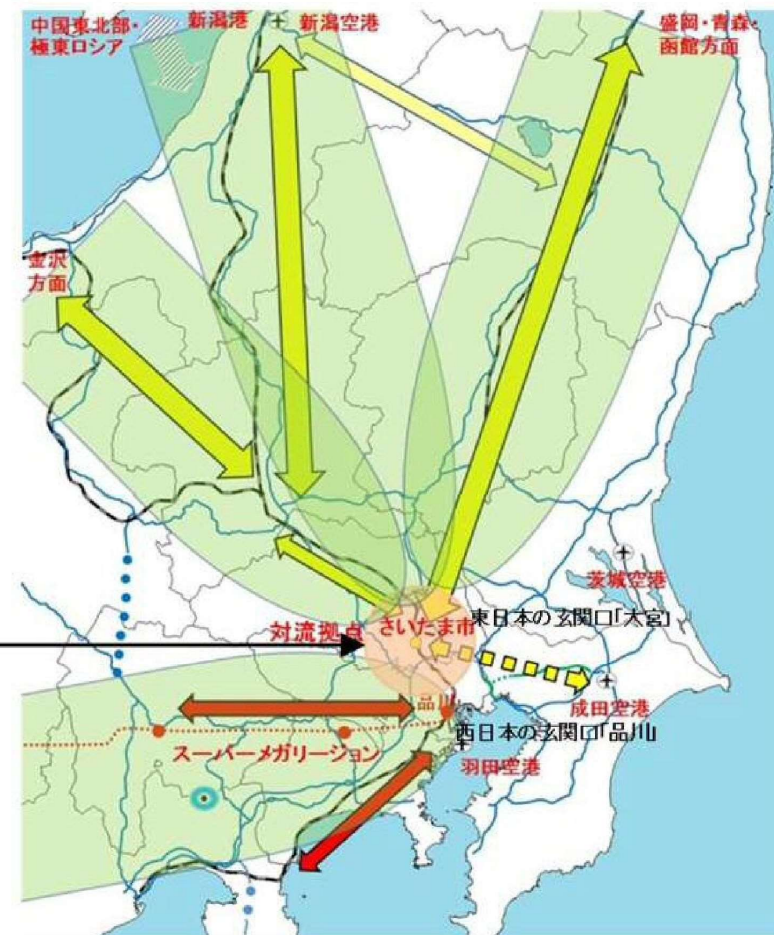 中国東北部・
極東ロシア
新潟港
新潟空港
盛岡・青森・
函館方面
金沢
方面
茨城空港
対流拠点
さいたま市
東日本の玄関口「大宮」
品川
成田空港
西日本の玄関口「品川
スーパーメガリージョン
羽田空港